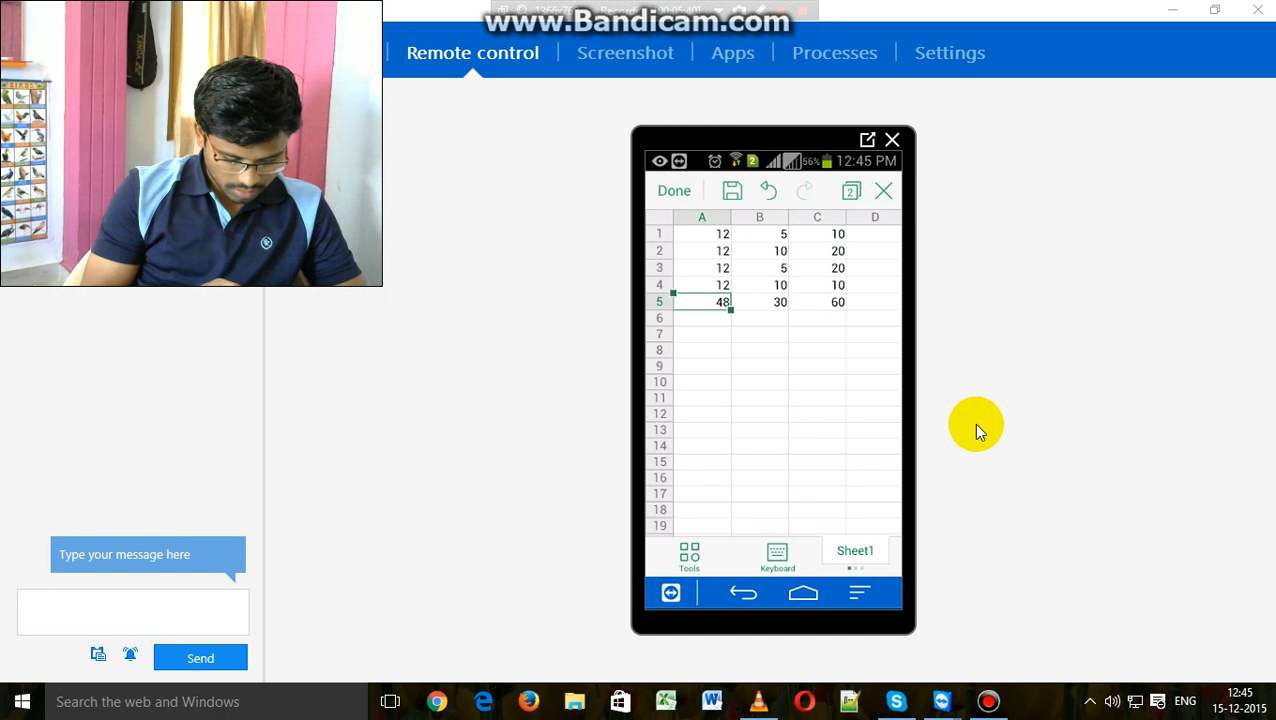 www.Bandicam.com
Remote control
Screenshot
Apps
Processes
Settings
BIRDS
56% 12:45 PM
Done
2
A B C D
1 12 5 10
2 12 10 20
3 12 5 20
4 12 10 10
5 48 30 60
6
7
8
9
10
11
12
13
14
15
16
17
18
19
Tools
Keyboard
Sheet1
Type your message here
Send
Search the web and Windows
ENG
12:45
15-12-2015